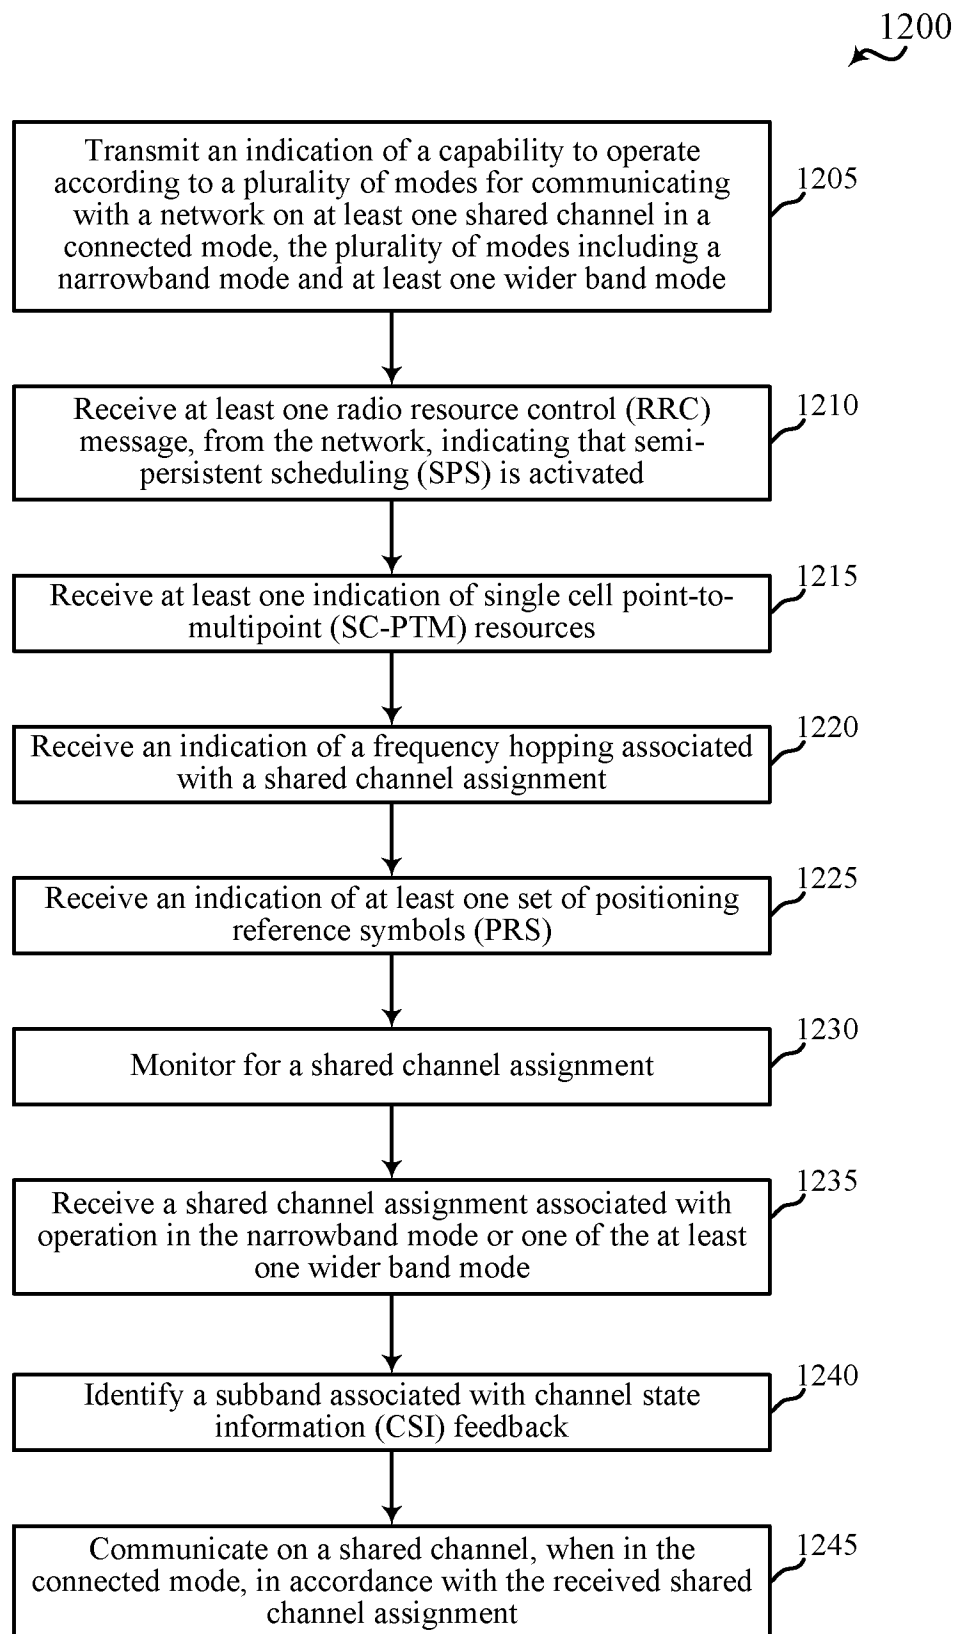 1200
Transmit an indication of a capability to operate
according to a plurality of modes for communicating
with a network on at least one shared channel in a
connected mode, the plurality of modes including a
narrowband mode and at least one wider band mode
1205
Receive at least one radio resource control (RRC)
message, from the network, indicating that semi-
persistent scheduling (SPS) is activated
1210
Receive at least one indication of single cell point-to-
multipoint (SC-PTM) resources
1215
Receive an indication of a frequency hopping associated
with a shared channel assignment
1220
Receive an indication of at least one set of positioning
reference symbols (PRS)
1225
Monitor for a shared channel assignment
1230
Receive a shared channel assignment associated with
operation in the narrowband mode or one of the at least
one wider band mode
1235
Identify a subband associated with channel state
information (CSI) feedback
1240
Communicate on a shared channel, when in the
connected mode, in accordance with the received shared
channel assignment
1245